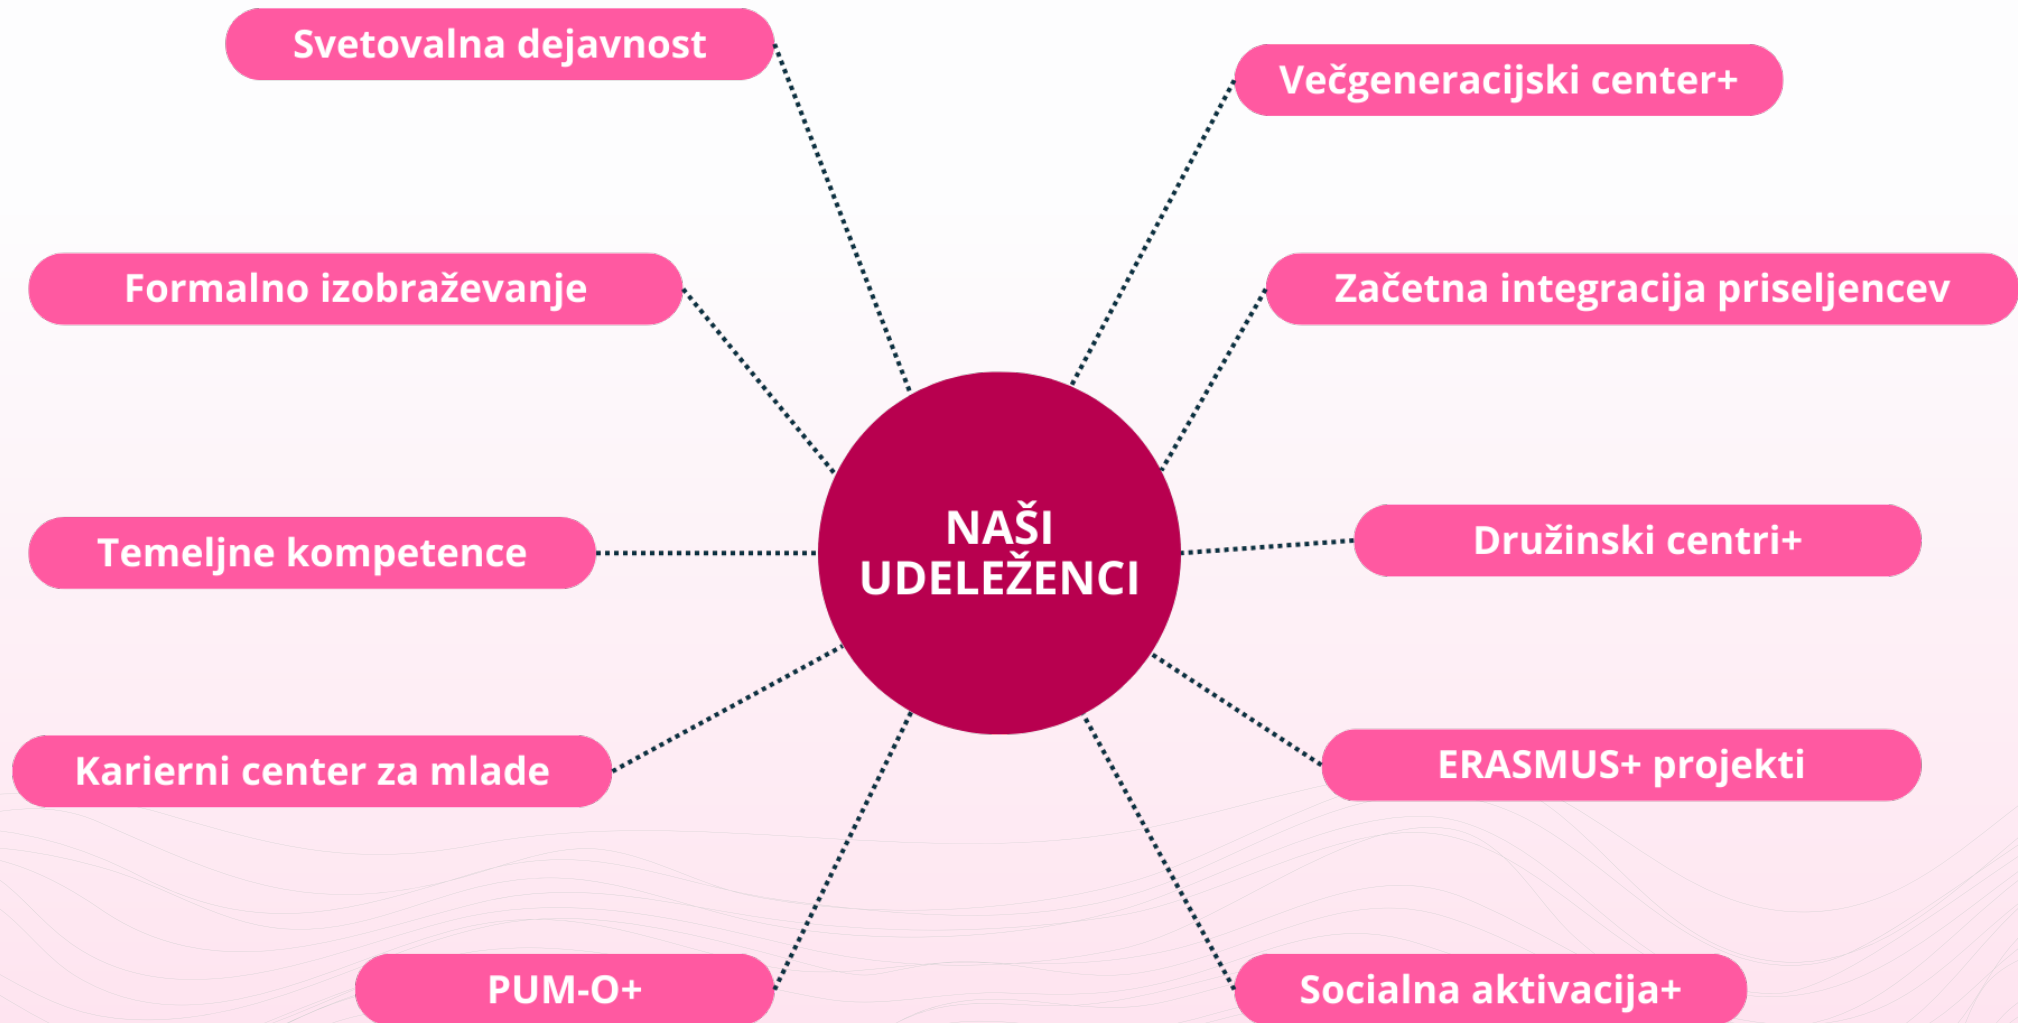 Svetovalna dejavnost
Večgeneracijski center+
Formalno izobraževanje
Začetna integracija priseljencev
NAŠI
UDELEŽENCI
Temeljne kompetence
Družinski centri+
Karierni center za mlade
ERASMUS+ projekti
PUM-O+
Socialna aktivacija+